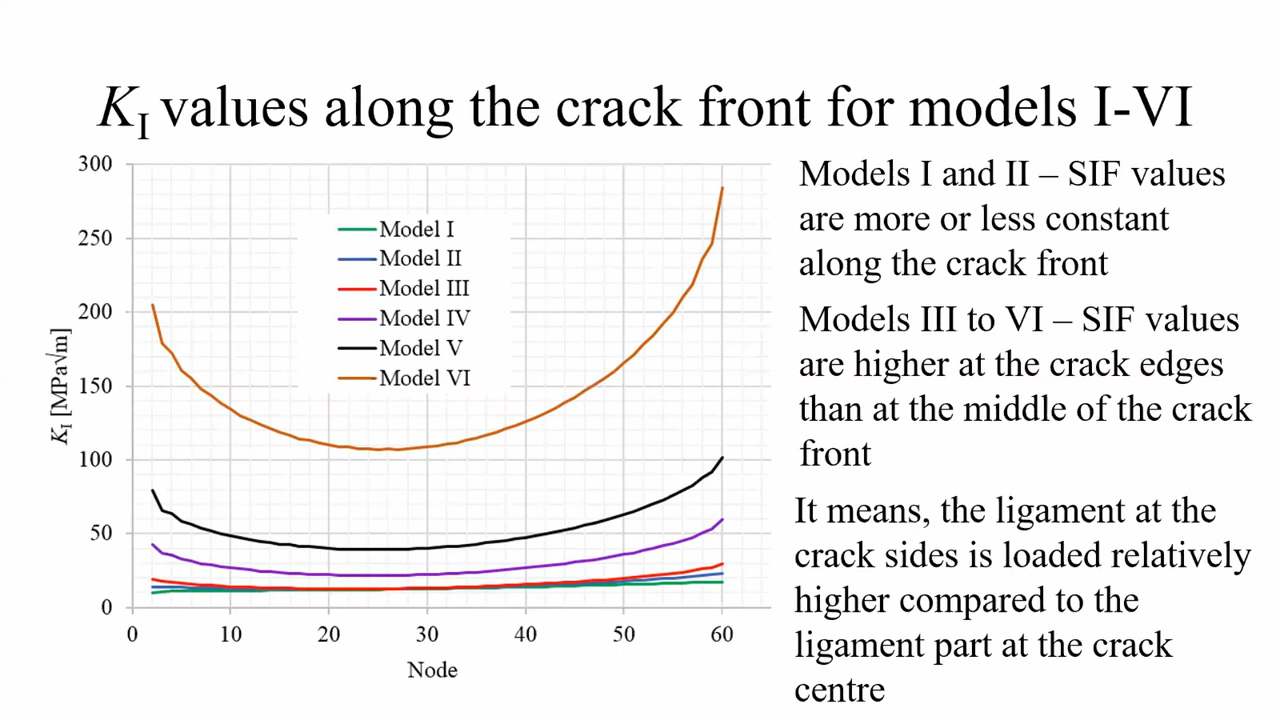 K_I values along the crack front for models I-VI
300
250
200
150
100
50
0
K_I [MPa√m]
0 10 20 30 40 50 60
Node
Model I
Model II
Model III
Model IV
Model V
Model VI
Models I and II – SIF values
are more or less constant
along the crack front
Models III to VI – SIF values
are higher at the crack edges
than at the middle of the crack
front
It means, the ligament at the
crack sides is loaded relatively
higher compared to the
ligament part at the crack
centre